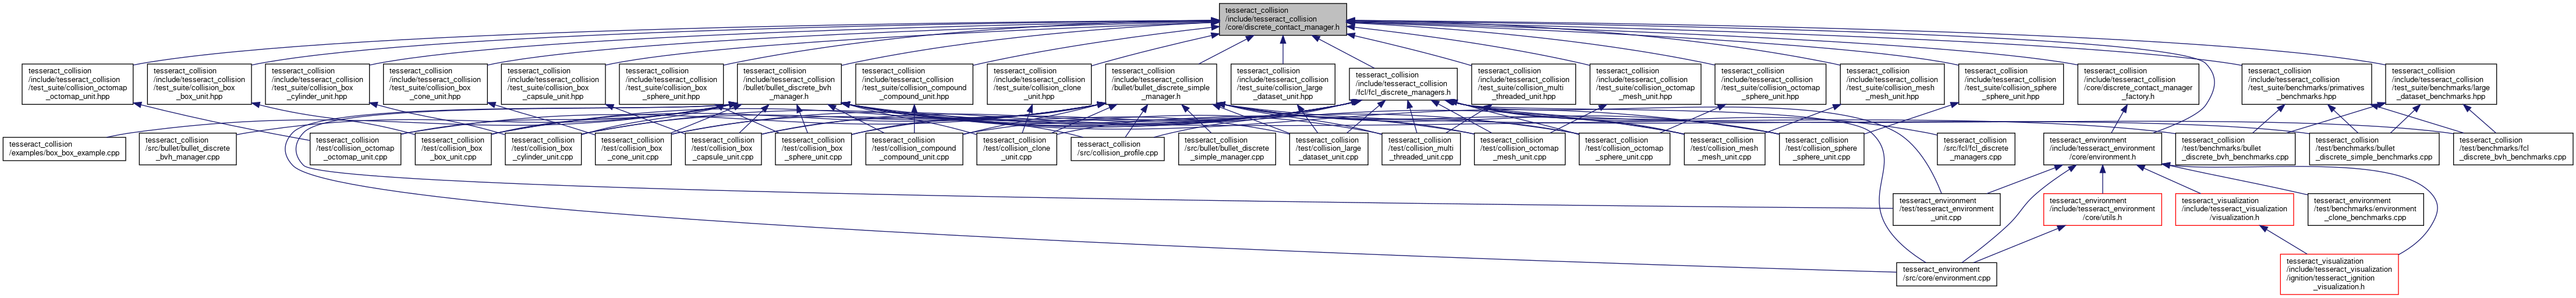 tesseract_collision
/include/tesseract_collision
/core/discrete_contact_manager.h
tesseract_collision
/include/tesseract_collision
/test_suite/collision_octomap
_octomap_unit.hpp
tesseract_collision
/include/tesseract_collision
/test_suite/collision_box
_box_unit.hpp
tesseract_collision
/include/tesseract_collision
/test_suite/collision_box
_cylinder_unit.hpp
tesseract_collision
/include/tesseract_collision
/test_suite/collision_box
_cone_unit.hpp
tesseract_collision
/include/tesseract_collision
/test_suite/collision_box
_capsule_unit.hpp
tesseract_collision
/include/tesseract_collision
/test_suite/collision_box
_sphere_unit.hpp
tesseract_collision
/include/tesseract_collision
/bullet/bullet_discrete_bvh
_manager.h
tesseract_collision
/include/tesseract_collision
/test_suite/collision_compound
_compound_unit.hpp
tesseract_collision
/include/tesseract_collision
/test_suite/collision_clone
_unit.hpp
tesseract_collision
/include/tesseract_collision
/bullet/bullet_discrete_simple
_manager.h
tesseract_collision
/include/tesseract_collision
/test_suite/collision_large
_dataset_unit.hpp
tesseract_collision
/include/tesseract_collision
/fcl/fcl_discrete_managers.h
tesseract_collision
/include/tesseract_collision
/test_suite/collision_multi
_threaded_unit.hpp
tesseract_collision
/include/tesseract_collision
/test_suite/collision_octomap
_mesh_unit.hpp
tesseract_collision
/include/tesseract_collision
/test_suite/collision_octomap
_sphere_unit.hpp
tesseract_collision
/include/tesseract_collision
/test_suite/collision_mesh
_mesh_unit.hpp
tesseract_collision
/include/tesseract_collision
/test_suite/collision_sphere
_sphere_unit.hpp
tesseract_collision
/include/tesseract_collision
/core/discrete_contact_manager
_factory.h
tesseract_collision
/include/tesseract_collision
/test_suite/benchmarks/primatives
_benchmarks.hpp
tesseract_collision
/include/tesseract_collision
/test_suite/benchmarks/large
_dataset_benchmarks.hpp
tesseract_collision
/examples/box_box_example.cpp
tesseract_collision
/src/bullet/bullet_discrete
_bvh_manager.cpp
tesseract_collision
/test/collision_octomap
_octomap_unit.cpp
tesseract_collision
/test/collision_box
_box_unit.cpp
tesseract_collision
/test/collision_box
_cylinder_unit.cpp
tesseract_collision
/test/collision_box
_cone_unit.cpp
tesseract_collision
/test/collision_box
_capsule_unit.cpp
tesseract_collision
/test/collision_box
_sphere_unit.cpp
tesseract_collision
/test/collision_compound
_compound_unit.cpp
tesseract_collision
/test/collision_clone
_unit.cpp
tesseract_collision
/src/collision_profile.cpp
tesseract_collision
/src/bullet/bullet_discrete
_simple_manager.cpp
tesseract_collision
/test/collision_large
_dataset_unit.cpp
tesseract_collision
/test/collision_multi
_threaded_unit.cpp
tesseract_collision
/test/collision_octomap
_mesh_unit.cpp
tesseract_collision
/test/collision_octomap
_sphere_unit.cpp
tesseract_collision
/test/collision_mesh
_mesh_unit.cpp
tesseract_collision
/test/collision_sphere
_sphere_unit.cpp
tesseract_collision
/src/fcl/fcl_discrete
_managers.cpp
tesseract_environment
/include/tesseract_environment
/core/environment.h
tesseract_collision
/test/benchmarks/bullet
_discrete_bvh_benchmarks.cpp
tesseract_collision
/test/benchmarks/bullet
_discrete_simple_benchmarks.cpp
tesseract_collision
/test/benchmarks/fcl
_discrete_bvh_benchmarks.cpp
tesseract_environment
/test/tesseract_environment
_unit.cpp
tesseract_environment
/include/tesseract_environment
/core/utils.h
tesseract_visualization
/include/tesseract_visualization
/visualization.h
tesseract_environment
/test/benchmarks/environment
_clone_benchmarks.cpp
tesseract_environment
/src/core/environment.cpp
tesseract_visualization
/include/tesseract_visualization
/ignition/tesseract_ignition
_visualization.h